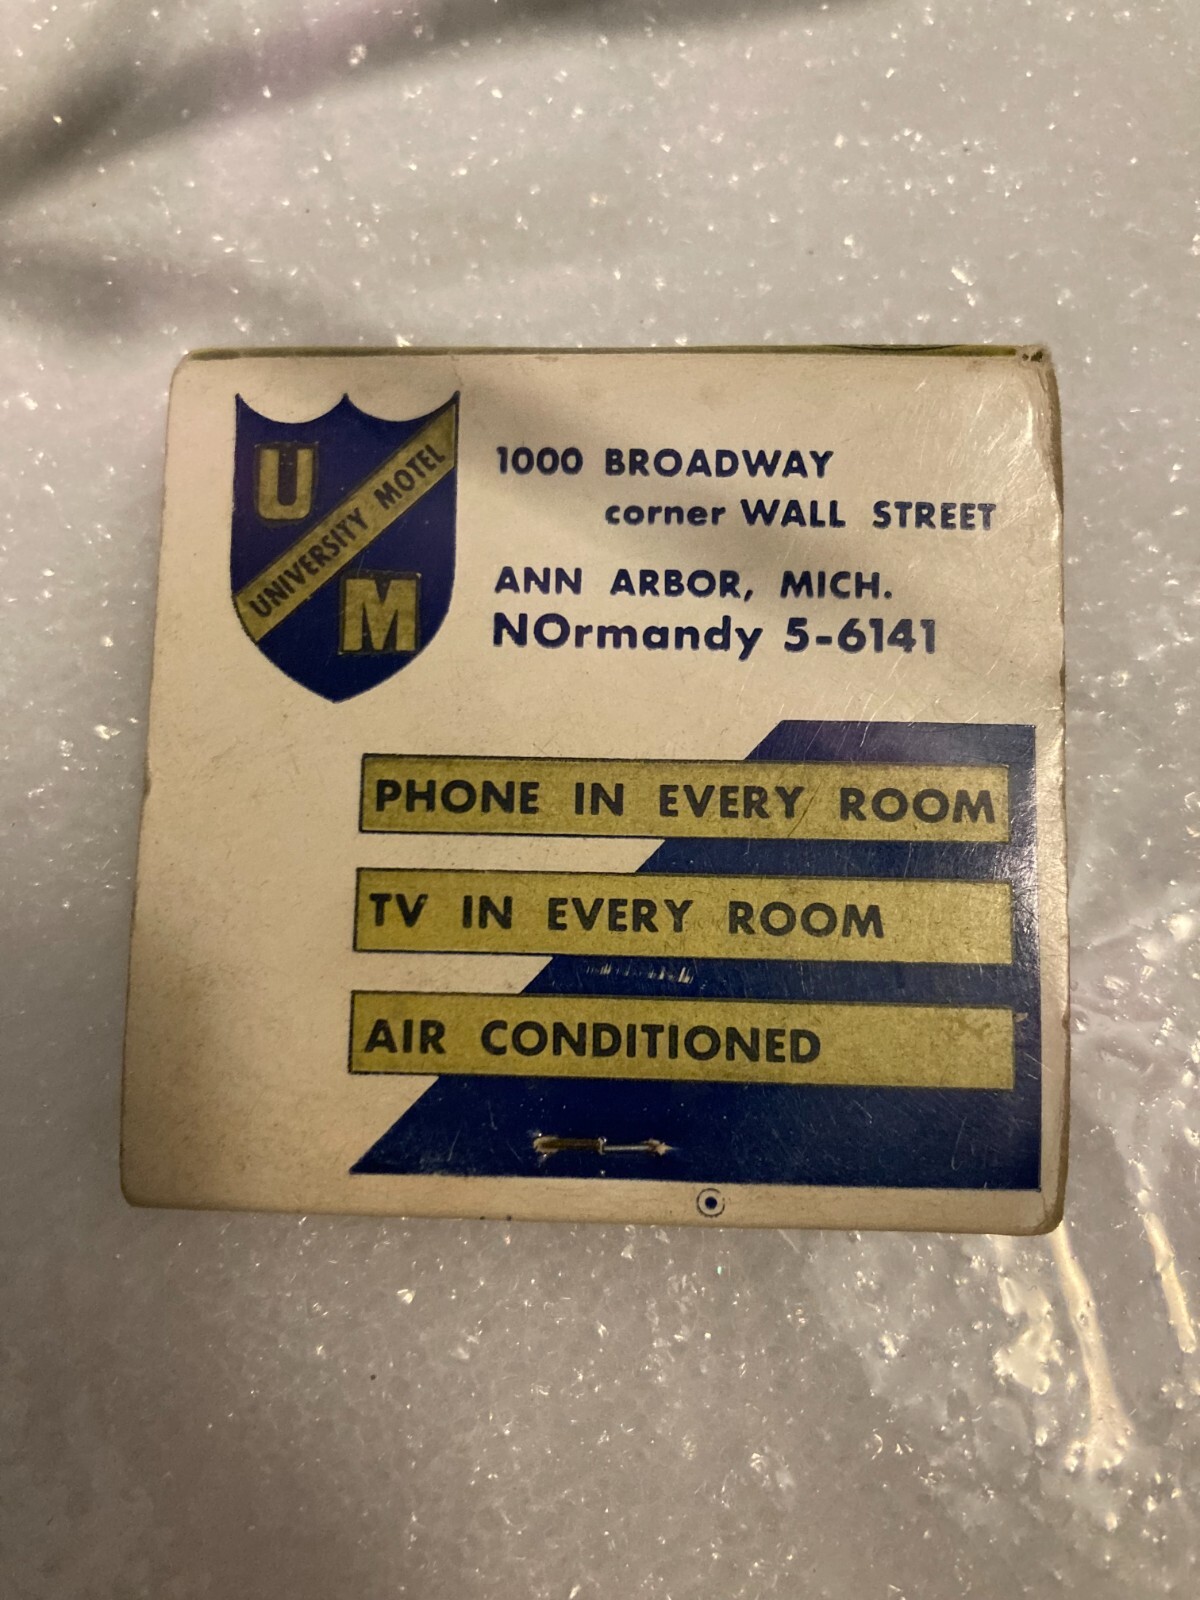 U
UNIVERSITY MOTEL
M
1000 BROADWAY
corner WALL STREET
ANN ARBOR, MICH.
NOrmandy 5-6141
PHONE IN EVERY ROOM
TV IN EVERY ROOM
AIR CONDITIONED